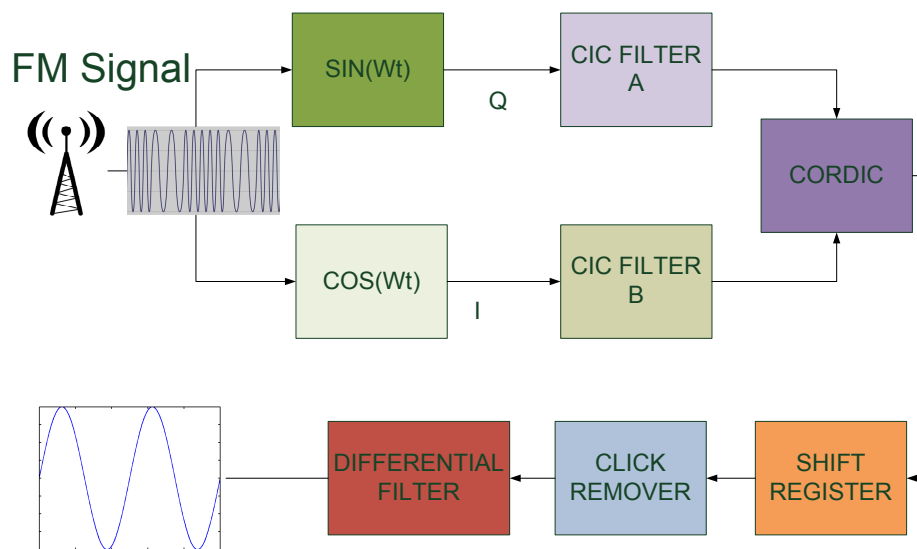 FM Signal
SIN(Wt)
Q
CIC FILTER
A
CORDIC
COS(Wt)
I
CIC FILTER
B
DIFFERENTIAL
FILTER
CLICK
REMOVER
SHIFT
REGISTER